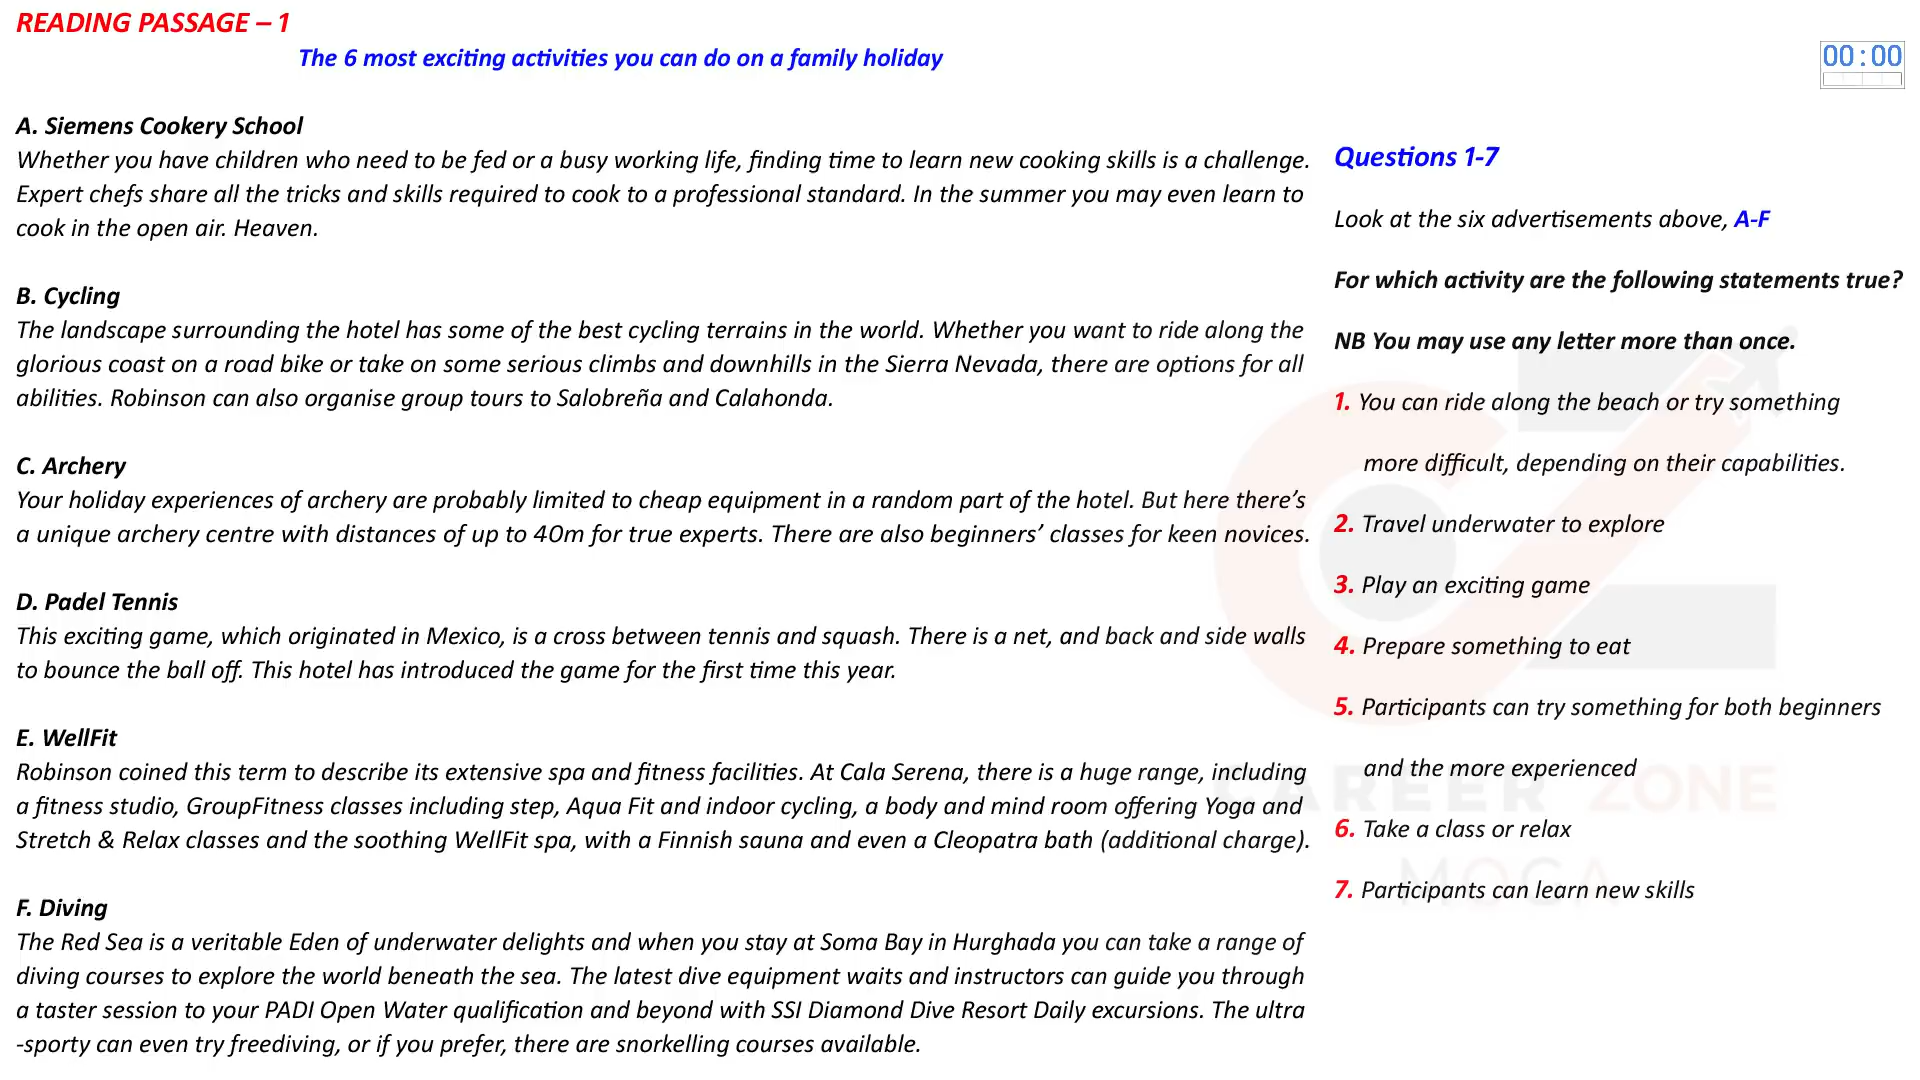 READING PASSAGE – 1
The 6 most exciting activities you can do on a family holiday
00:00
A. Siemens Cookery School
Whether you have children who need to be fed or a busy working life, finding time to learn new cooking skills is a challenge.
Expert chefs share all the tricks and skills required to cook to a professional standard. In the summer you may even learn to
cook in the open air. Heaven.
B. Cycling
The landscape surrounding the hotel has some of the best cycling terrains in the world. Whether you want to ride along the
glorious coast on a road bike or take on some serious climbs and downhills in the Sierra Nevada, there are options for all
abilities. Robinson can also organise group tours to Salobreña and Calahonda.
C. Archery
Your holiday experiences of archery are probably limited to cheap equipment in a random part of the hotel. But here there's
a unique archery centre with distances of up to 40m for true experts. There are also beginners' classes for keen novices.
D. Padel Tennis
This exciting game, which originated in Mexico, is a cross between tennis and squash. There is a net, and back and side walls
to bounce the ball off. This hotel has introduced the game for the first time this year.
E. WellFit
Robinson coined this term to describe its extensive spa and fitness facilities. At Cala Serena, there is a huge range, including
a fitness studio, GroupFitness classes including step, Aqua Fit and indoor cycling, a body and mind room offering Yoga and
Stretch & Relax classes and the soothing WellFit spa, with a Finnish sauna and even a Cleopatra bath (additional charge).
F. Diving
The Red Sea is a veritable Eden of underwater delights and when you stay at Soma Bay in Hurghada you can take a range of
diving courses to explore the world beneath the sea. The latest dive equipment waits and instructors can guide you through
a taster session to your PADI Open Water qualification and beyond with SSI Diamond Dive Resort Daily excursions. The ultra
-sporty can even try freediving, or if you prefer, there are snorkelling courses available.
Questions 1-7
Look at the six advertisements above, A-F
For which activity are the following statements true?
NB You may use any letter more than once.
1. You can ride along the beach or try something
more difficult, depending on their capabilities.
2. Travel underwater to explore
3. Play an exciting game
4. Prepare something to eat
5. Participants can try something for both beginners
and the more experienced
6. Take a class or relax
7. Participants can learn new skills
CAREER ZONE
MOGA